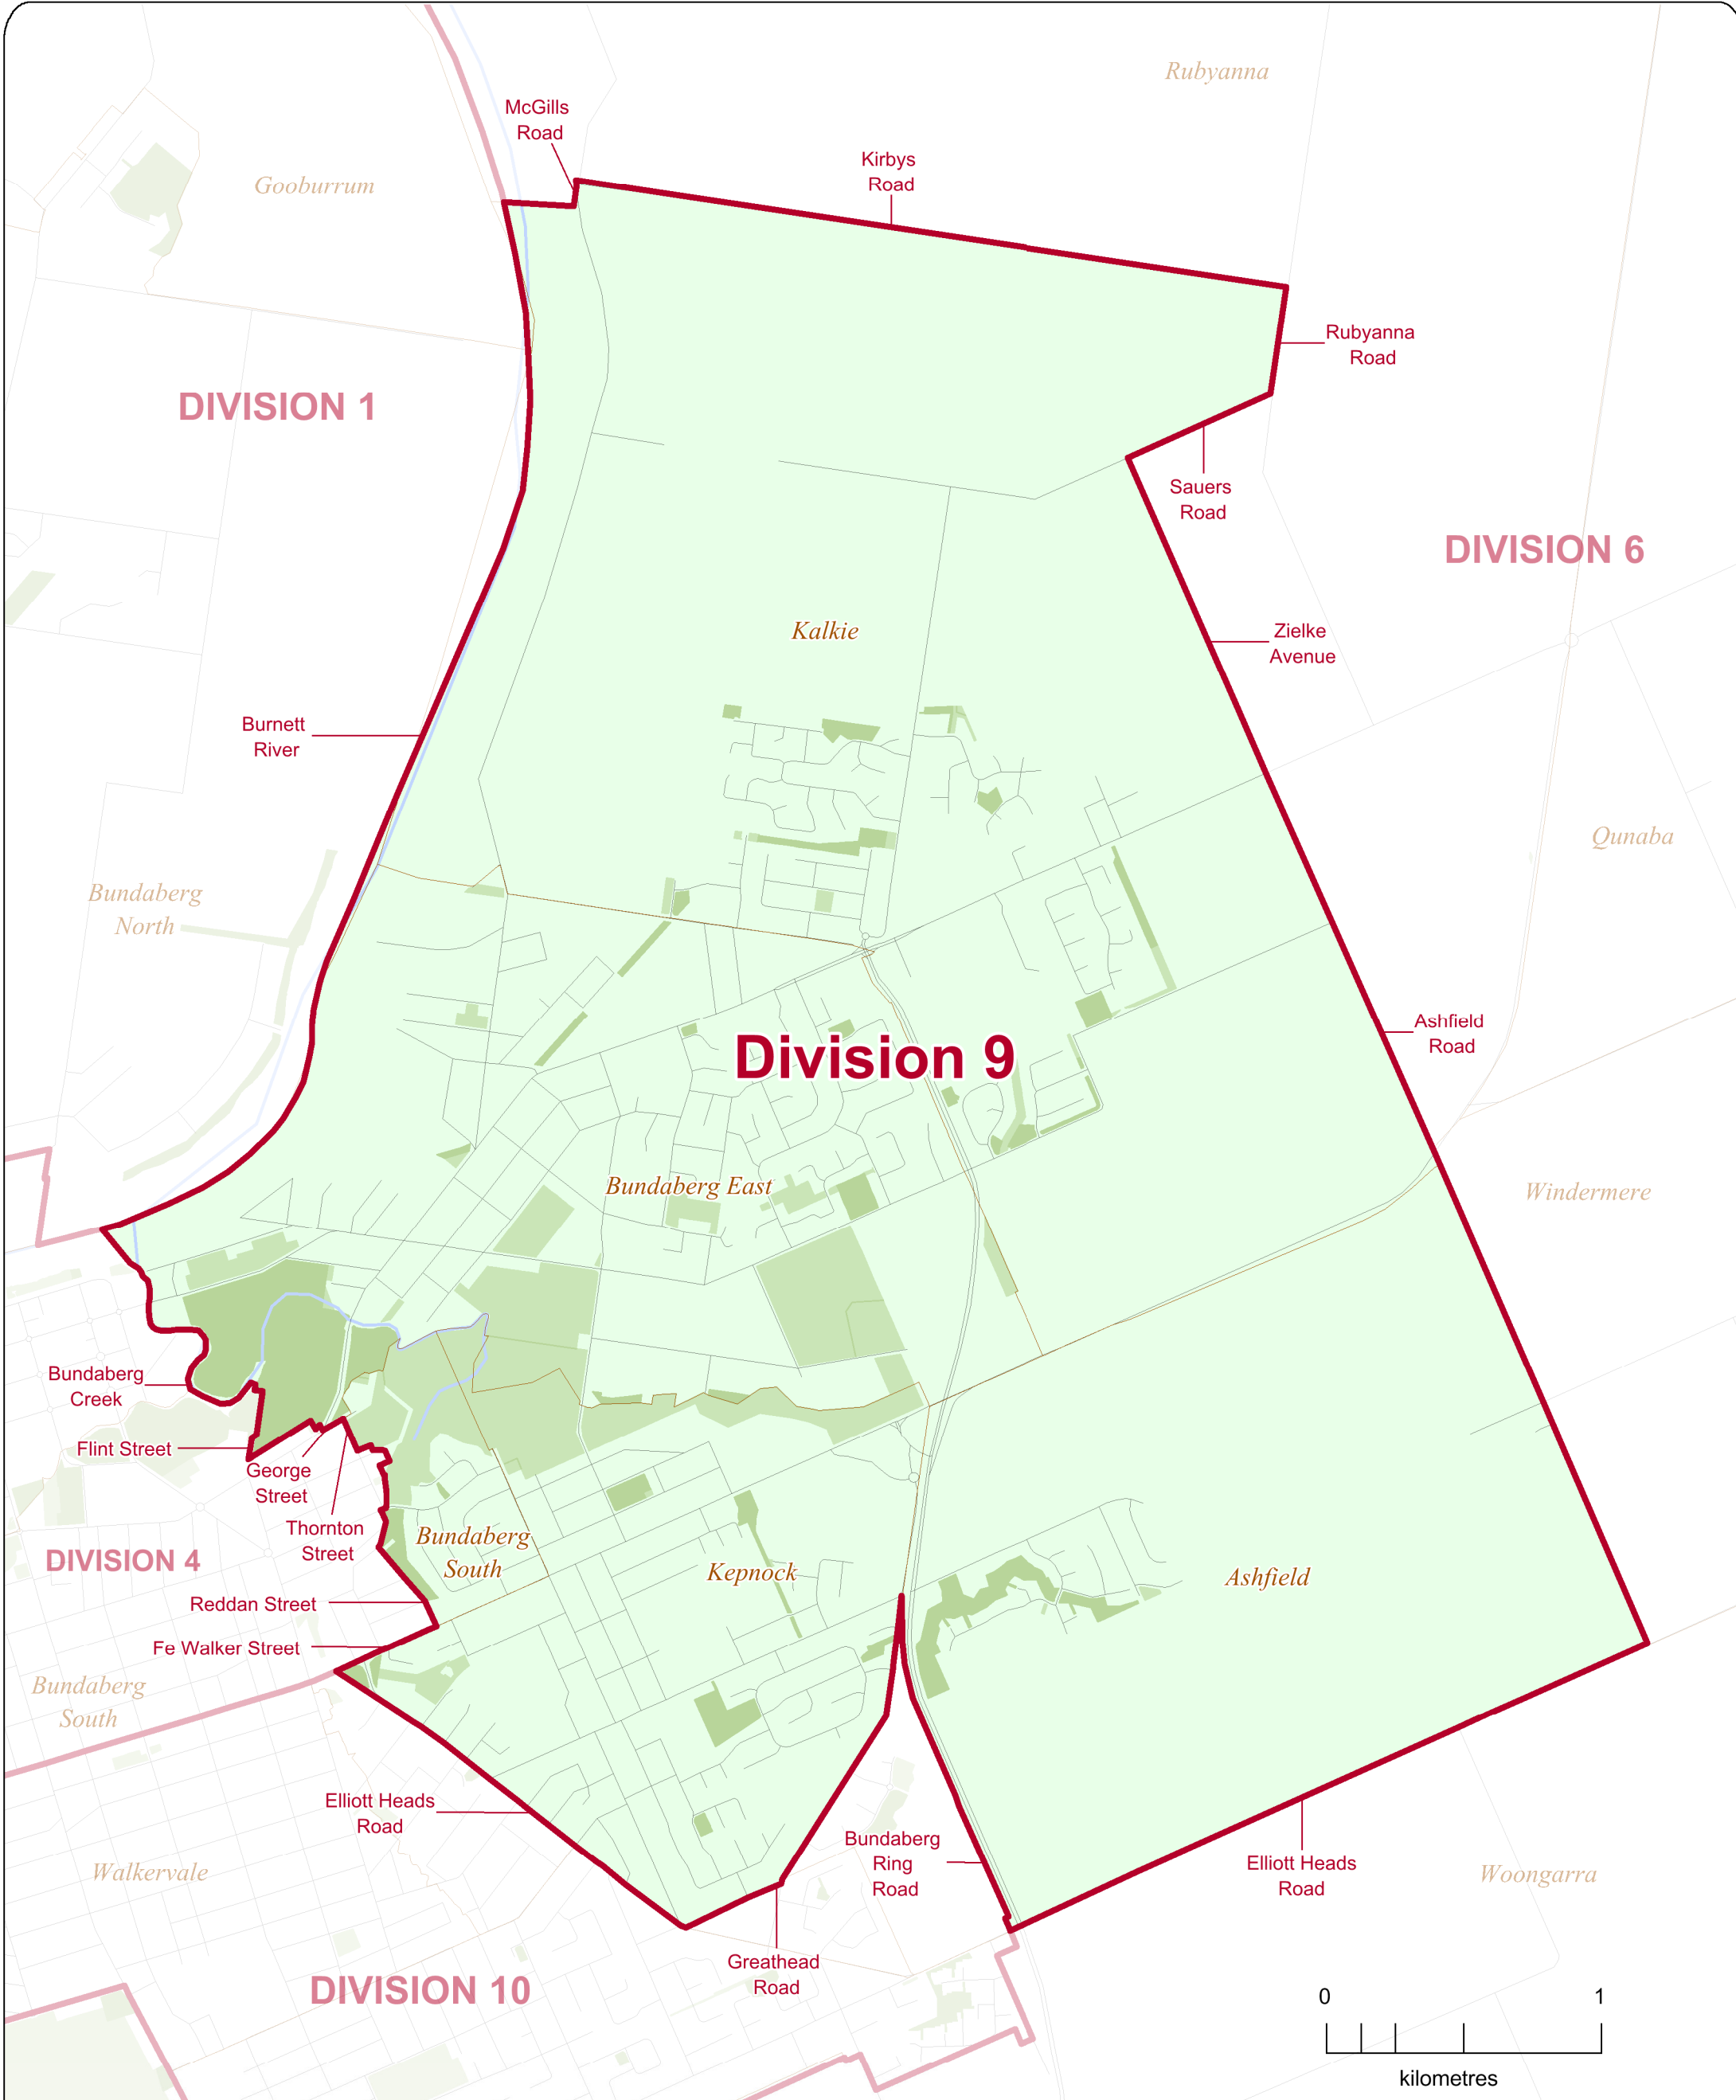 Rubyanna
McGills
Road
Kirbys
Road
Gooburrum
Rubyanna
Road
DIVISION 1
Sauers
Road
DIVISION 6
Kalkie
Zielke
Avenue
Burnett
River
Qunaba
Bundaberg
North
Ashfield
Road
Division 9
Bundaberg East
Windermere
Bundaberg
Creek
Flint Street
George
Street
Thornton
Street
Bundaberg
South
DIVISION 4
Kepnock
Ashfield
Reddan Street
Fe Walker Street
Bundaberg
South
Elliott Heads
Road
Bundaberg
Ring
Road
Elliott Heads
Road
Walkervale
Woongarra
Greathead
Road
DIVISION 10
0 1
kilometres